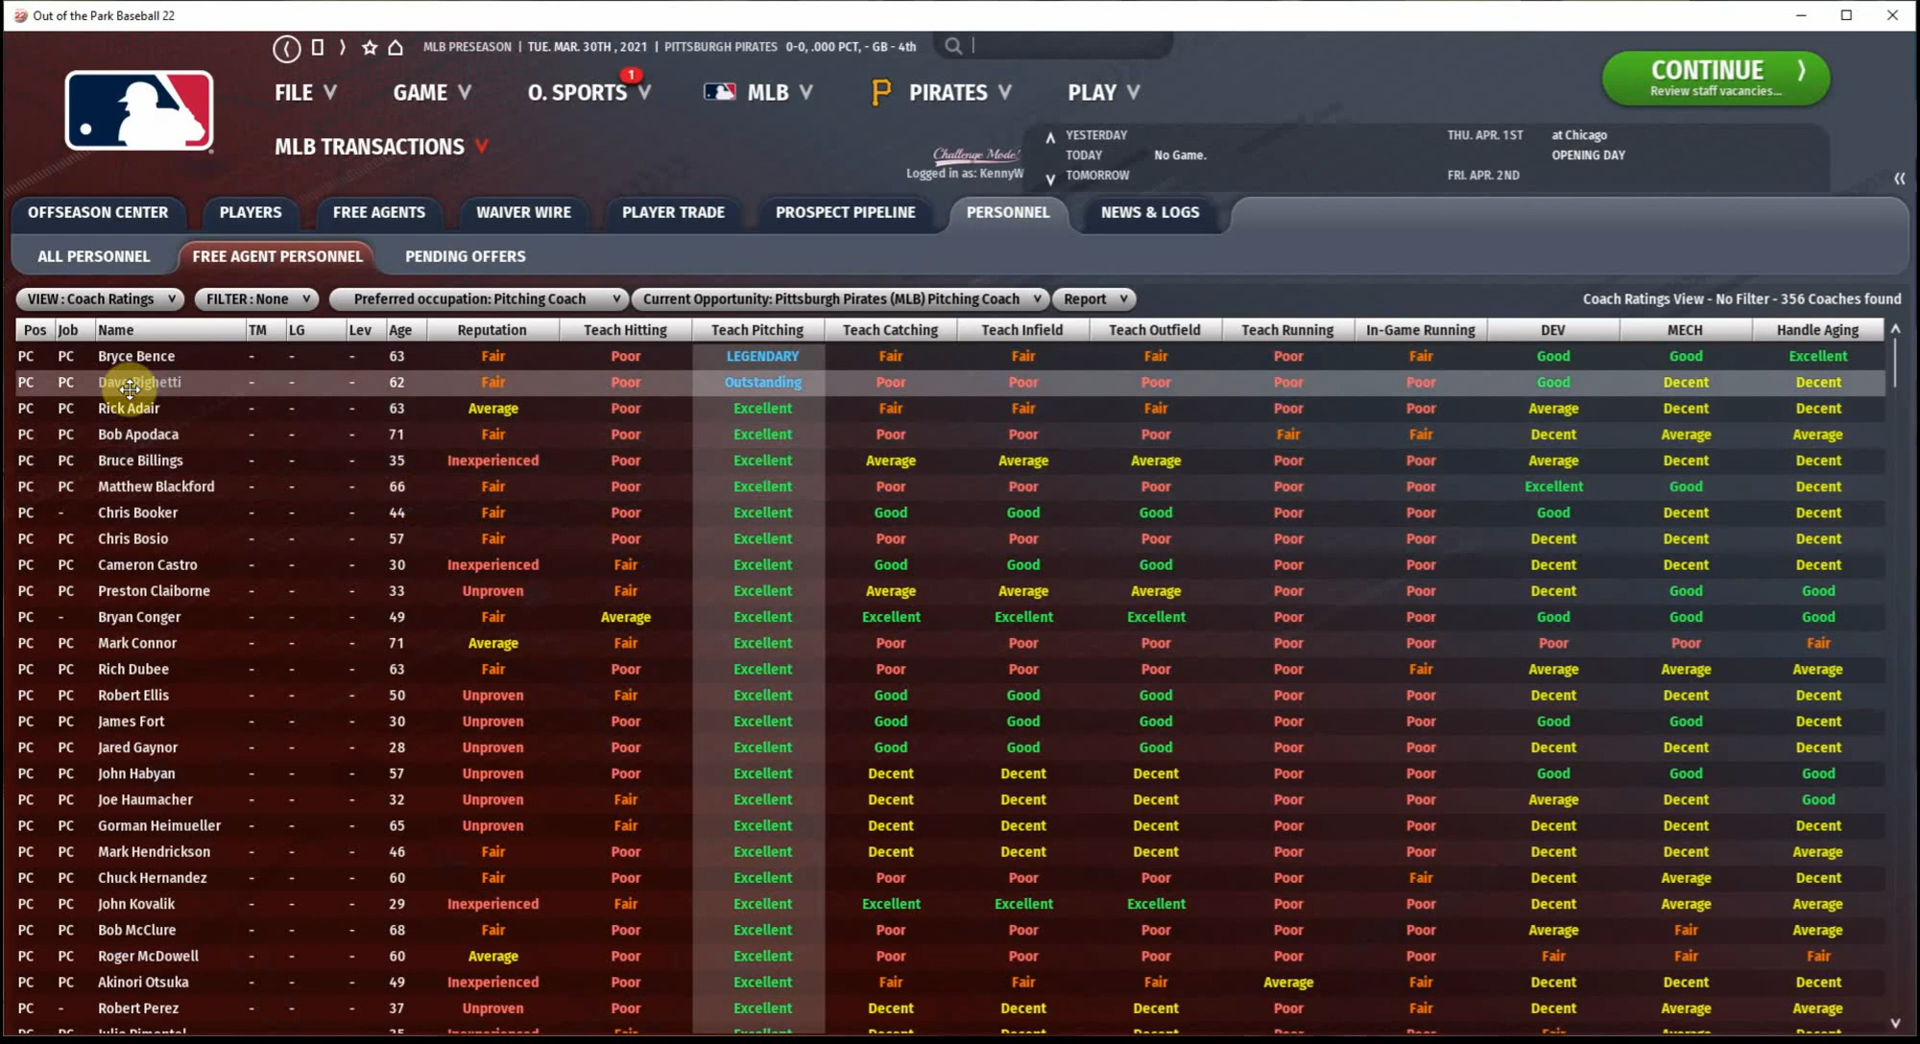 Out of the Park Baseball 22
MLB PRESEASON | TUE. MAR. 30TH , 2021 | PITTSBURGH PIRATES 0-0, .000 PCT, - GB - 4th
FILE GAME O. SPORTS 1 MLB PIRATES PLAY
CONTINUE
Review staff vacancies...
MLB TRANSACTIONS
Challenge Mode!
Logged in as: KennyW
YESTERDAY THU. APR. 1ST at Chicago
TODAY No Game. OPENING DAY
TOMORROW FRI. APR. 2ND
OFFSEASON CENTER PLAYERS FREE AGENTS WAIVER WIRE PLAYER TRADE PROSPECT PIPELINE PERSONNEL NEWS & LOGS
ALL PERSONNEL FREE AGENT PERSONNEL PENDING OFFERS
VIEW : Coach Ratings FILTER : None Preferred occupation: Pitching Coach Current Opportunity: Pittsburgh Pirates (MLB) Pitching Coach Report Coach Ratings View - No Filter - 356 Coaches found
Pos Job Name TM LG Lev Age Reputation Teach Hitting Teach Pitching Teach Catching Teach Infield Teach Outfield Teach Running In-Game Running DEV MECH Handle Aging
PC PC Bryce Bence - - - 63 Fair Poor LEGENDARY Fair Fair Fair Poor Fair Good Good Excellent
PC PC Dave Righetti - - - 62 Fair Poor Outstanding Poor Poor Poor Poor Poor Good Decent Decent
PC PC Rick Adair - - - 63 Average Poor Excellent Fair Fair Fair Poor Poor Average Decent Decent
PC PC Bob Apodaca - - - 71 Fair Poor Excellent Poor Poor Poor Fair Fair Decent Average Average
PC PC Bruce Billings - - - 35 Inexperienced Poor Excellent Average Average Average Poor Poor Average Decent Decent
PC PC Matthew Blackford - - - 66 Fair Poor Excellent Poor Poor Poor Poor Poor Excellent Good Decent
PC - Chris Booker - - - 44 Fair Poor Excellent Good Good Good Poor Poor Good Decent Decent
PC PC Chris Bosio - - - 57 Fair Poor Excellent Poor Poor Poor Poor Poor Decent Decent Decent
PC PC Cameron Castro - - - 30 Inexperienced Fair Excellent Good Good Good Poor Poor Decent Decent Decent
PC PC Preston Claiborne - - - 33 Unproven Fair Excellent Average Average Average Poor Poor Decent Good Good
PC - Bryan Conger - - - 49 Fair Average Excellent Excellent Excellent Excellent Poor Poor Good Good Good
PC PC Mark Connor - - - 71 Average Fair Excellent Poor Poor Poor Poor Poor Poor Poor Fair
PC PC Rich Dubee - - - 63 Fair Poor Excellent Poor Poor Poor Poor Fair Average Average Average
PC PC Robert Ellis - - - 50 Unproven Fair Excellent Good Good Good Poor Poor Decent Decent Decent
PC PC James Fort - - - 30 Unproven Poor Excellent Good Good Good Poor Poor Good Good Decent
PC PC Jared Gaynor - - - 28 Unproven Poor Excellent Good Good Good Poor Poor Decent Decent Decent
PC PC John Habyan - - - 57 Unproven Poor Excellent Decent Decent Decent Poor Poor Good Good Good
PC PC Joe Haumacher - - - 32 Unproven Fair Excellent Decent Decent Decent Poor Poor Average Decent Good
PC PC Gorman Heimueller - - - 65 Unproven Fair Excellent Decent Decent Decent Poor Poor Decent Decent Decent
PC PC Mark Hendrickson - - - 46 Fair Poor Excellent Decent Decent Decent Poor Poor Decent Decent Average
PC PC Chuck Hernandez - - - 60 Fair Poor Excellent Poor Poor Poor Poor Fair Decent Average Decent
PC PC John Kovalik - - - 29 Inexperienced Fair Excellent Excellent Excellent Excellent Poor Poor Decent Average Average
PC PC Bob McClure - - - 68 Fair Poor Excellent Poor Poor Poor Poor Poor Average Fair Average
PC PC Roger McDowell - - - 60 Average Poor Excellent Poor Poor Poor Poor Poor Fair Fair Fair
PC PC Akinori Otsuka - - - 49 Inexperienced Poor Excellent Fair Fair Fair Average Fair Decent Decent Decent
PC - Robert Perez - - - 37 Unproven Poor Excellent Decent Decent Decent Poor Fair Decent Average Average